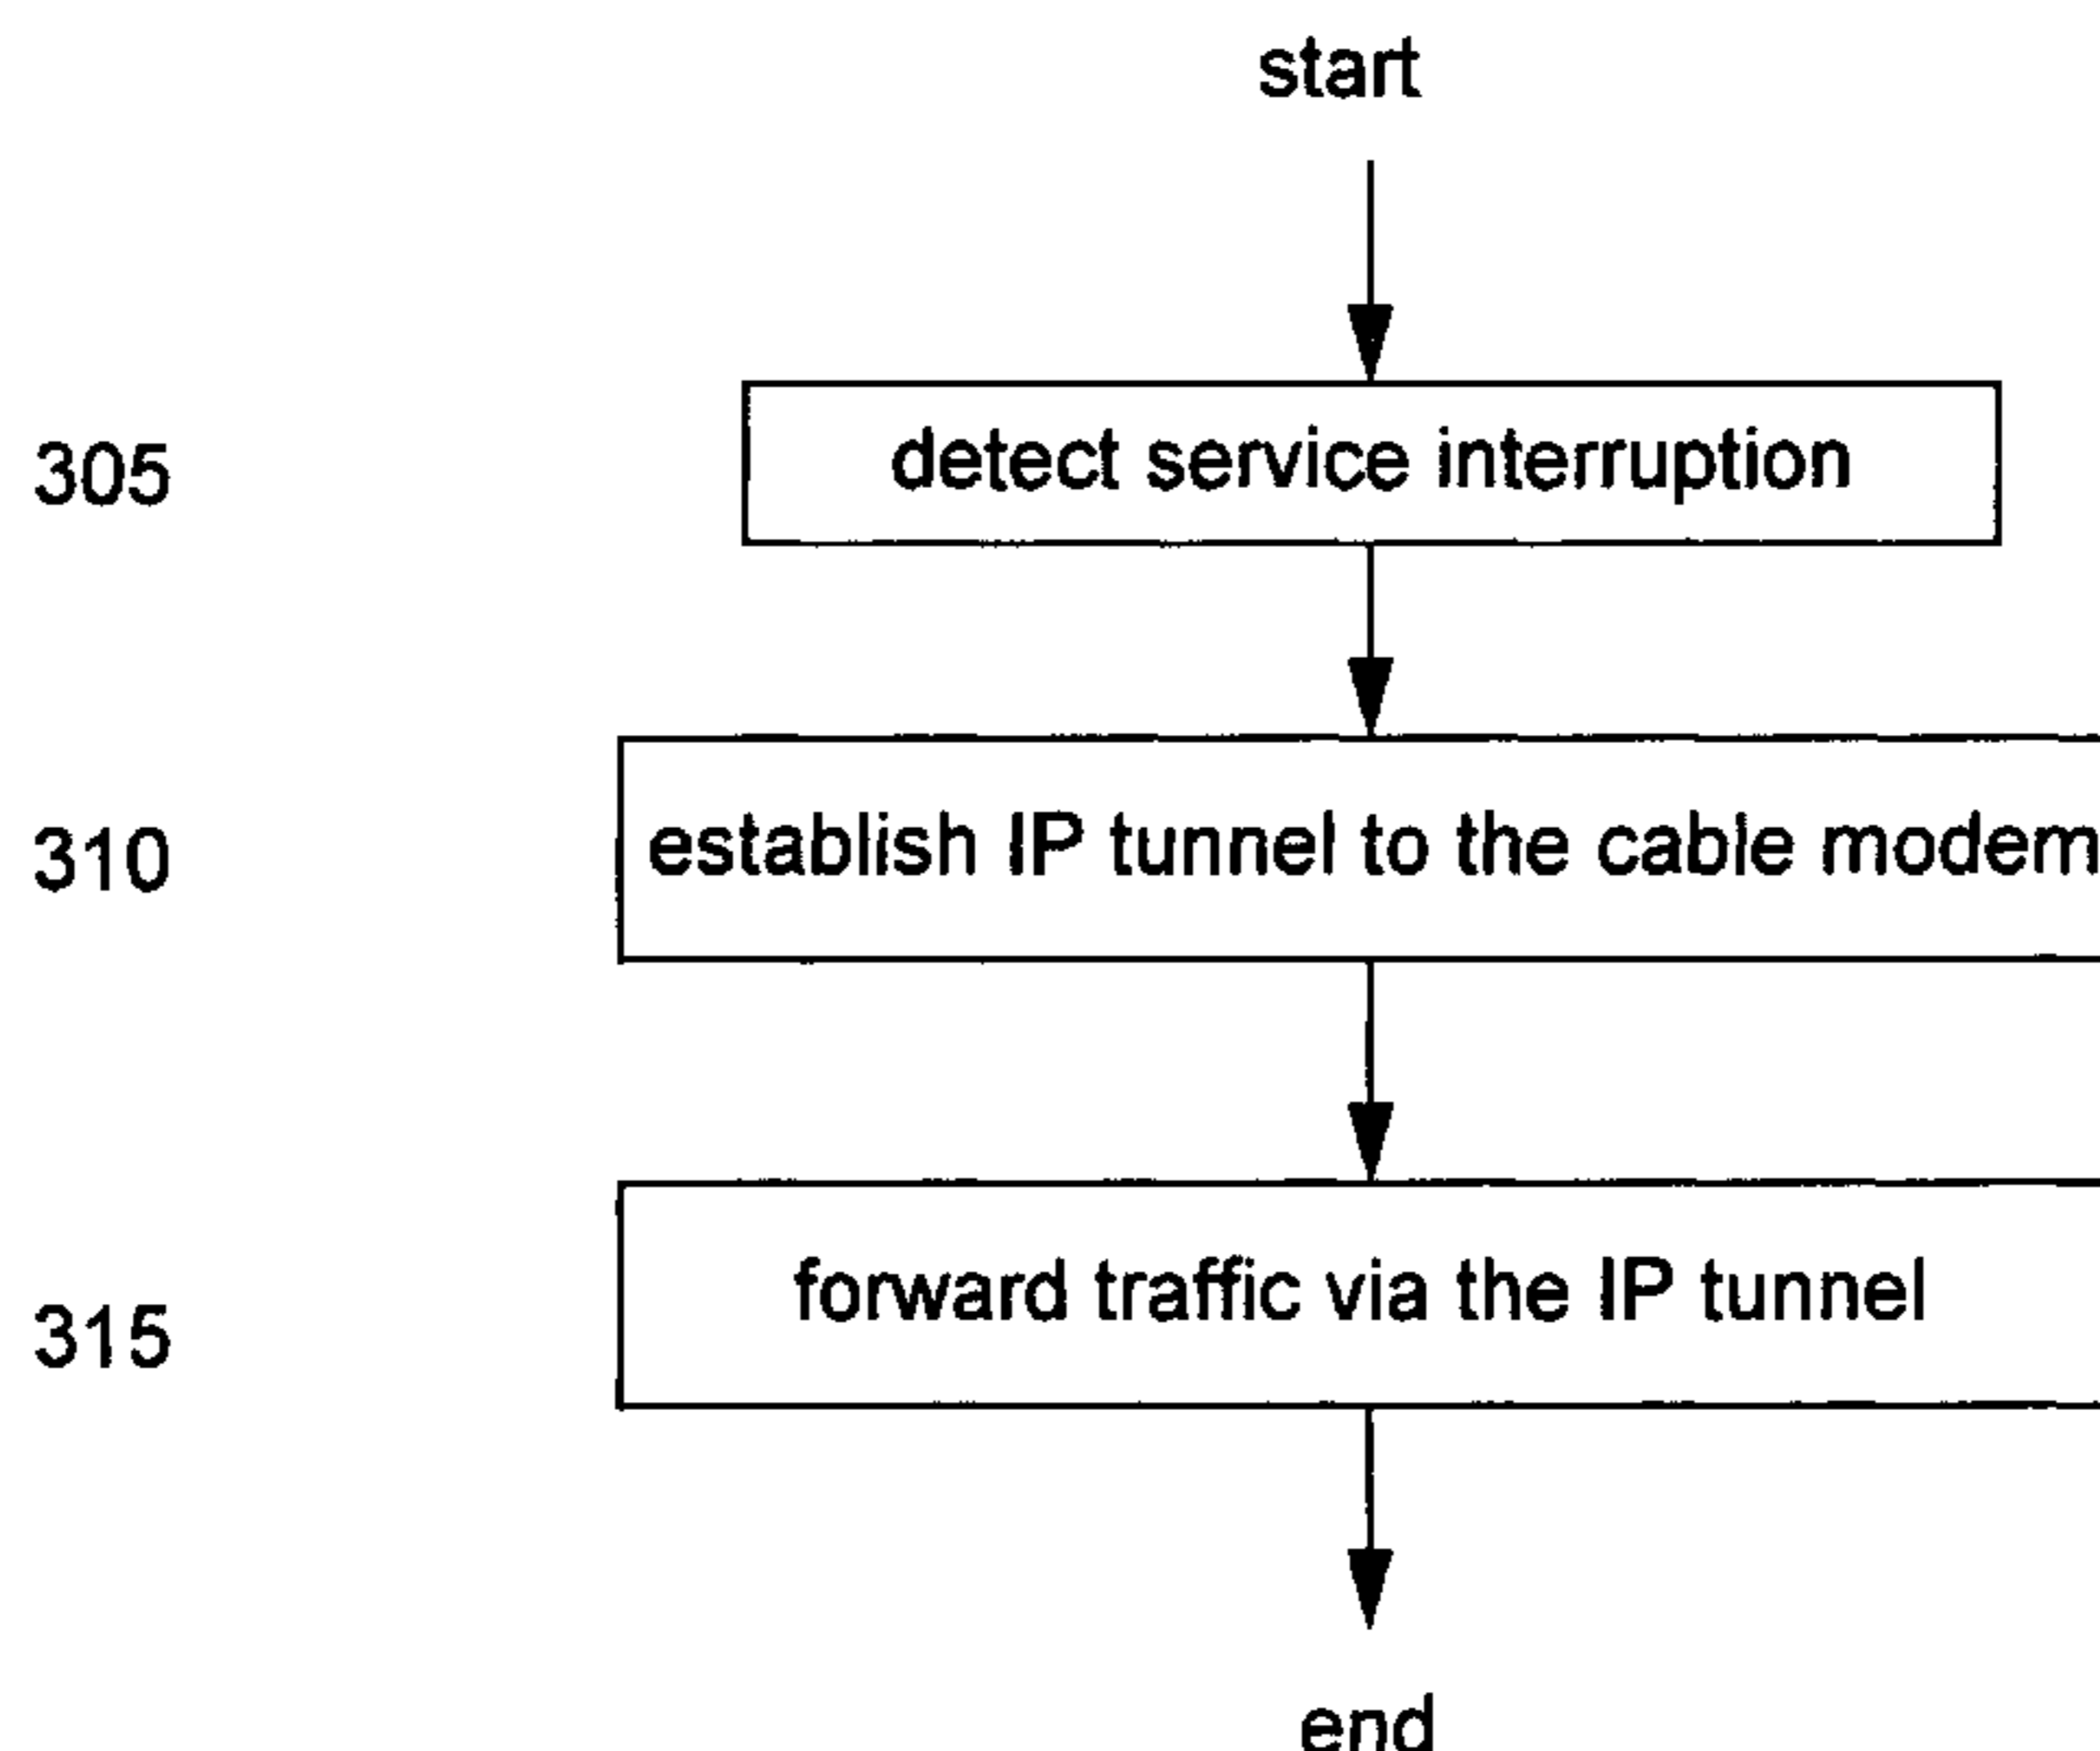 start
305 detect service interruption
310 establish IP tunnel to the cable modem
315 forward traffic via the IP tunnel
end